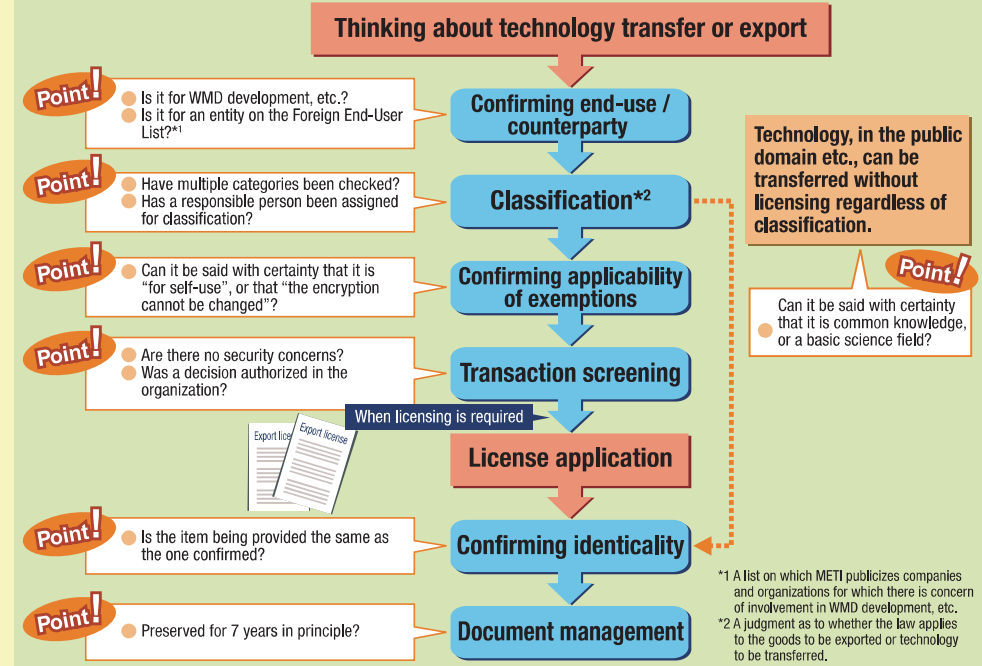 Thinking about technology transfer or export
Point!
Is it for WMD development, etc.?
Is it for an entity on the Foreign End-User
List?*1
Confirming end-use /
counterparty
Point!
Have multiple categories been checked?
Has a responsible person been assigned
for classification?
Classification*2
Technology, in the public
domain etc., can be
transferred without
licensing regardless of
classification.
Point!
Can it be said with certainty
that it is common knowledge,
or a basic science field?
Point!
Can it be said with certainty that it is
“for self-use”, or that “the encryption
cannot be changed”?
Confirming applicability
of exemptions
Point!
Are there no security concerns?
Was a decision authorized in the
organization?
Transaction screening
When licensing is required
Export lice
Export license
License application
Point!
Is the item being provided the same as
the one confirmed?
Confirming identicality
Point!
Preserved for 7 years in principle?
Document management
*1 A list on which METI publicizes companies
and organizations for which there is concern
of involvement in WMD development, etc.
*2 A judgment as to whether the law applies
to the goods to be exported or technology
to be transferred.